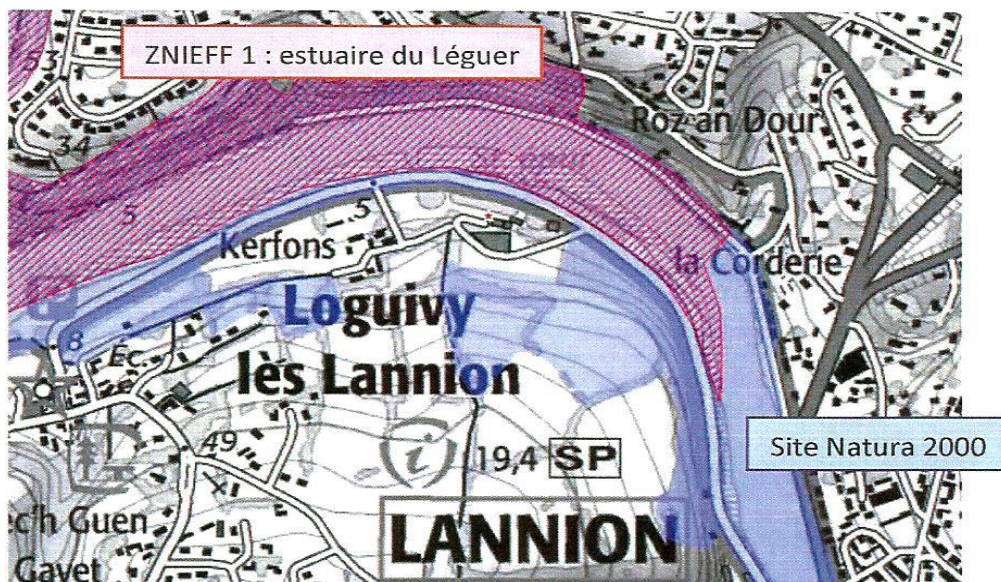 ZNIEFF 1 : estuaire du Léguer
Roz an Dour
34
5
5
Kerfons
la Corderie
Loguivy
lès Lannion
8
Éc.
49
19,4 SP
Site Natura 2000
LANNION
c'h Guen
Gavet